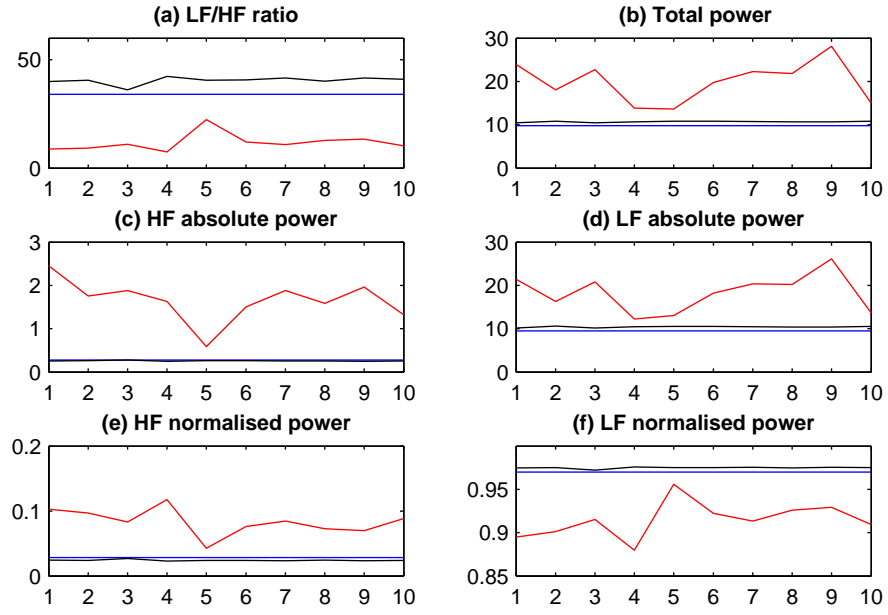 (a) LF/HF ratio
50
0
1 2 3 4 5 6 7 8 9 10
(b) Total power
30
20
10
0
1 2 3 4 5 6 7 8 9 10
(c) HF absolute power
3
2
1
0
1 2 3 4 5 6 7 8 9 10
(d) LF absolute power
30
20
10
0
1 2 3 4 5 6 7 8 9 10
(e) HF normalised power
0.2
0.1
0
1 2 3 4 5 6 7 8 9 10
(f) LF normalised power
0.95
0.9
0.85
1 2 3 4 5 6 7 8 9 10